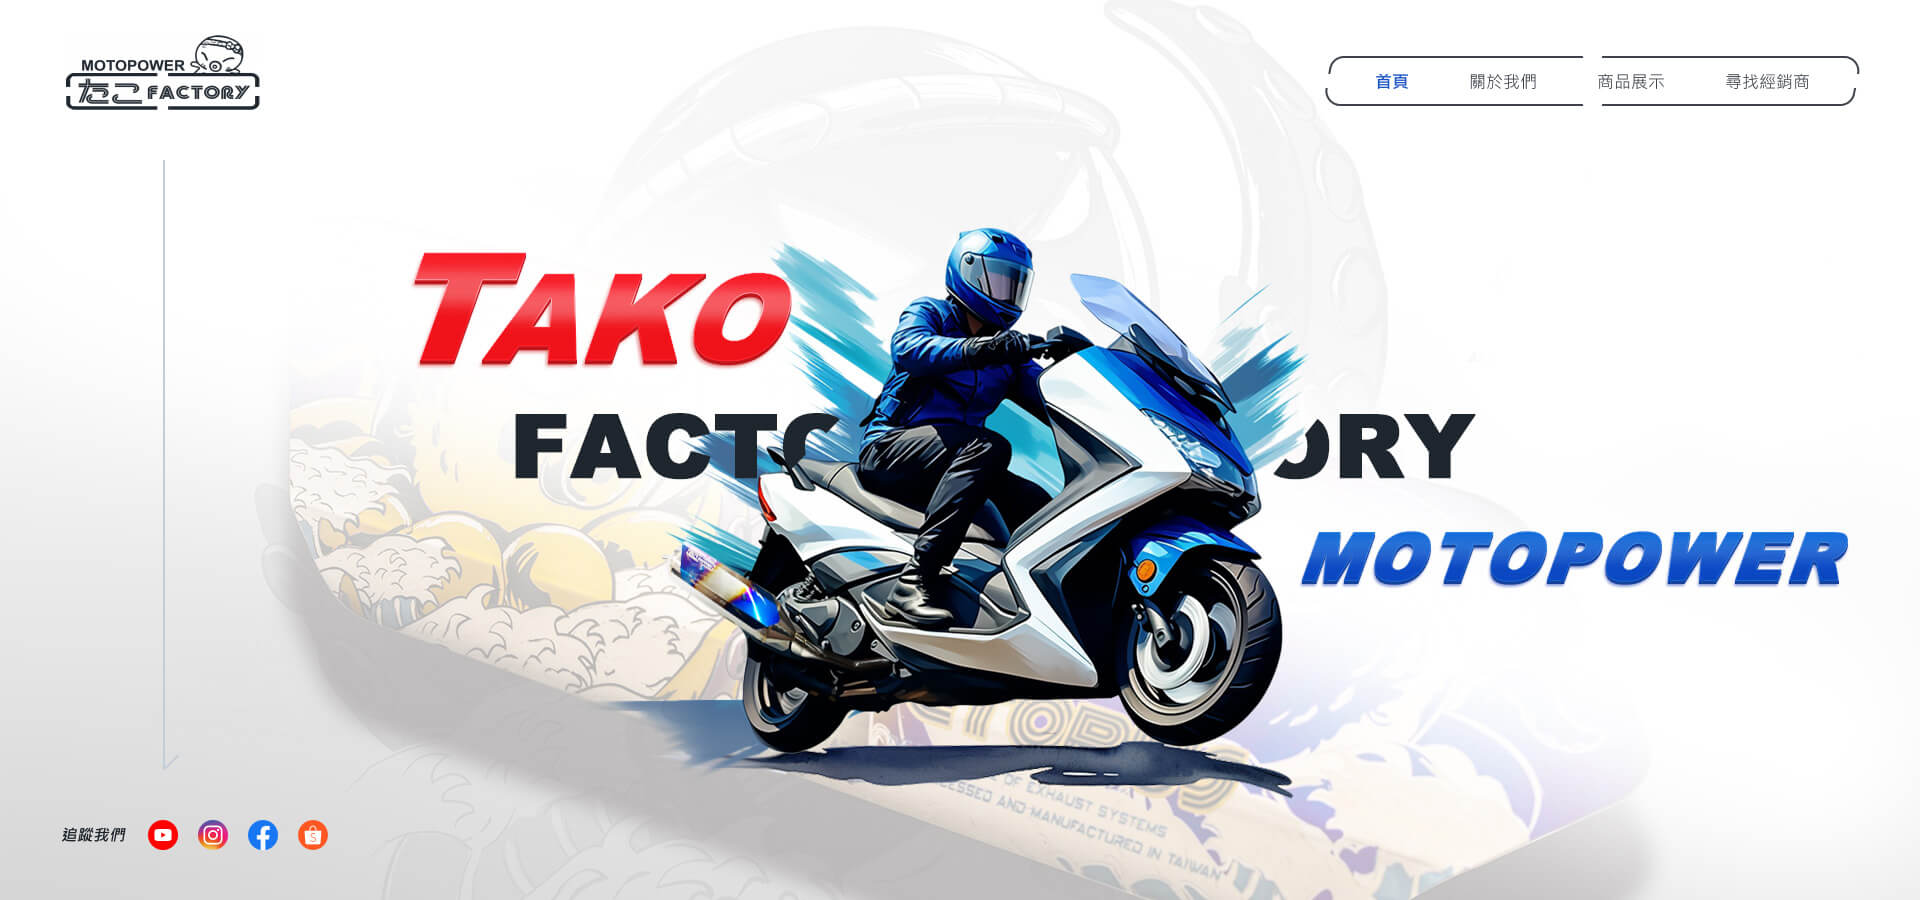 MOTOPOWER
たこ FACTORY
首頁 關於我們 商品展示 尋找經銷商
TAKO
FACTO ORY
MOTOPOWER
OF EXHAUST SYSTEMS
AND MANUFACTURED IN TAIWAN
追蹤我們